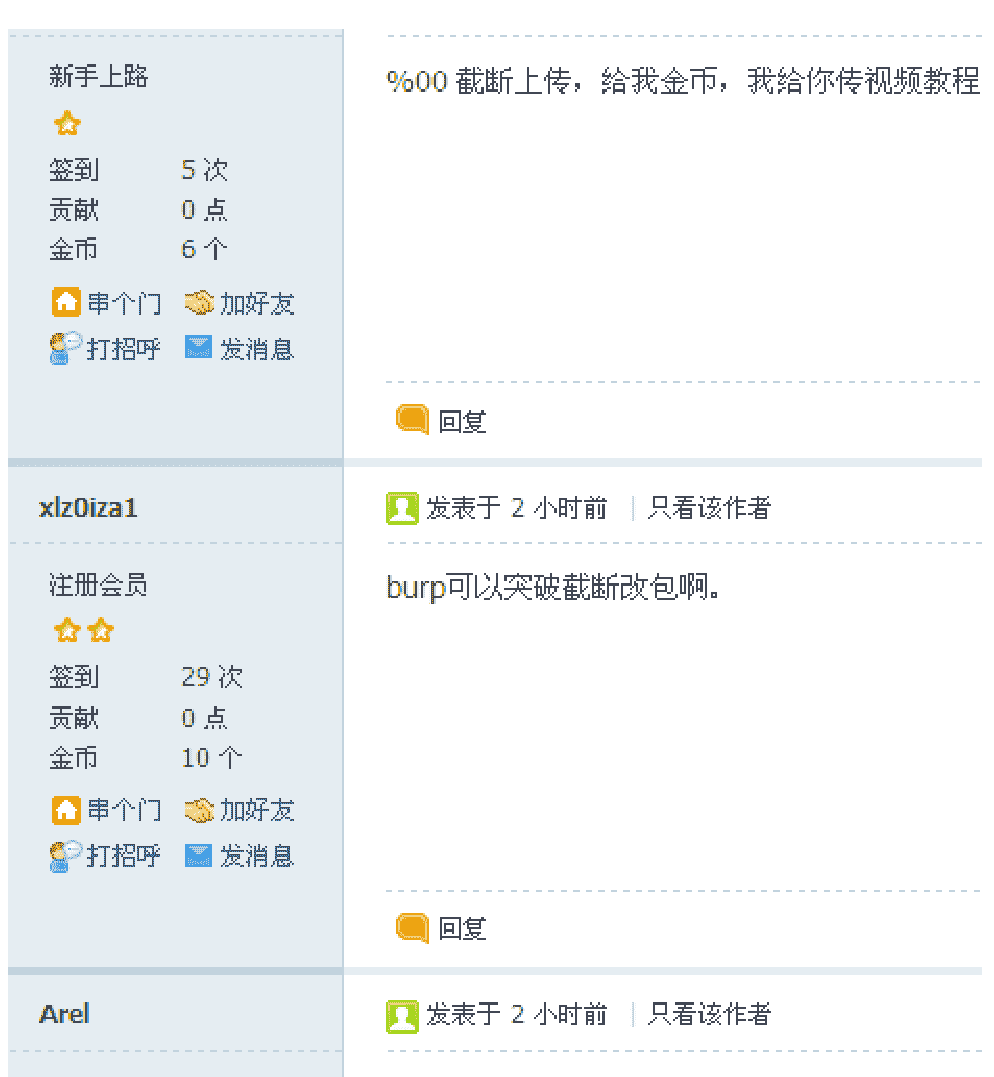 新手上路
%00 截断上传，给我金币，我给你传视频教程
签到 5 次
贡献 0 点
金币 6 个
串个门 加好友
打招呼 发消息
回复
xlz0iza1 发表于 2 小时前 | 只看该作者
注册会员
burp可以突破截断改包啊。
签到 29 次
贡献 0 点
金币 10 个
串个门 加好友
打招呼 发消息
回复
Arel 发表于 2 小时前 | 只看该作者